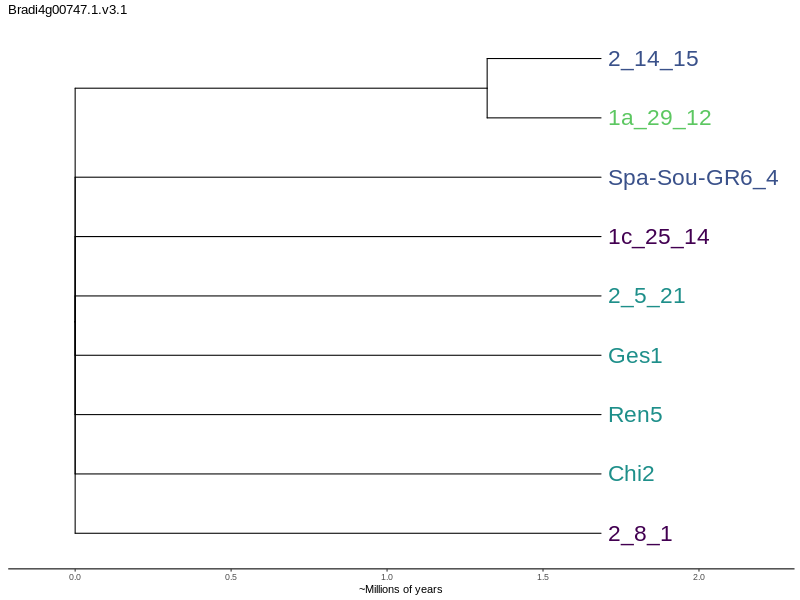 Bradi4g00747.1.v3.1
2_14_15
1a_29_12
Spa-Sou-GR6_4
1c_25_14
2_5_21
Ges1
Ren5
Chi2
2_8_1
0.0 0.5 1.0 1.5 2.0
~Millions of years